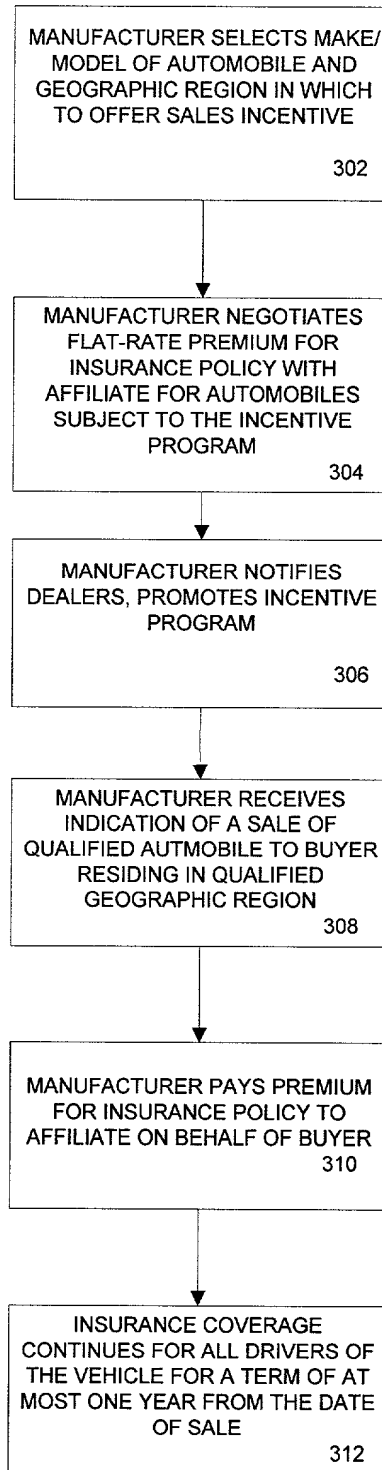 MANUFACTURER SELECTS MAKE/
MODEL OF AUTOMOBILE AND
GEOGRAPHIC REGION IN WHICH
TO OFFER SALES INCENTIVE
302
MANUFACTURER NEGOTIATES
FLAT-RATE PREMIUM FOR
INSURANCE POLICY WITH
AFFILIATE FOR AUTOMOBILES
SUBJECT TO THE INCENTIVE
PROGRAM
304
MANUFACTURER NOTIFIES
DEALERS, PROMOTES INCENTIVE
PROGRAM
306
MANUFACTURER RECEIVES
INDICATION OF A SALE OF
QUALIFIED AUTMOBILE TO BUYER
RESIDING IN QUALIFIED
GEOGRAPHIC REGION
308
MANUFACTURER PAYS PREMIUM
FOR INSURANCE POLICY TO
AFFILIATE ON BEHALF OF BUYER
310
INSURANCE COVERAGE
CONTINUES FOR ALL DRIVERS OF
THE VEHICLE FOR A TERM OF AT
MOST ONE YEAR FROM THE DATE
OF SALE
312